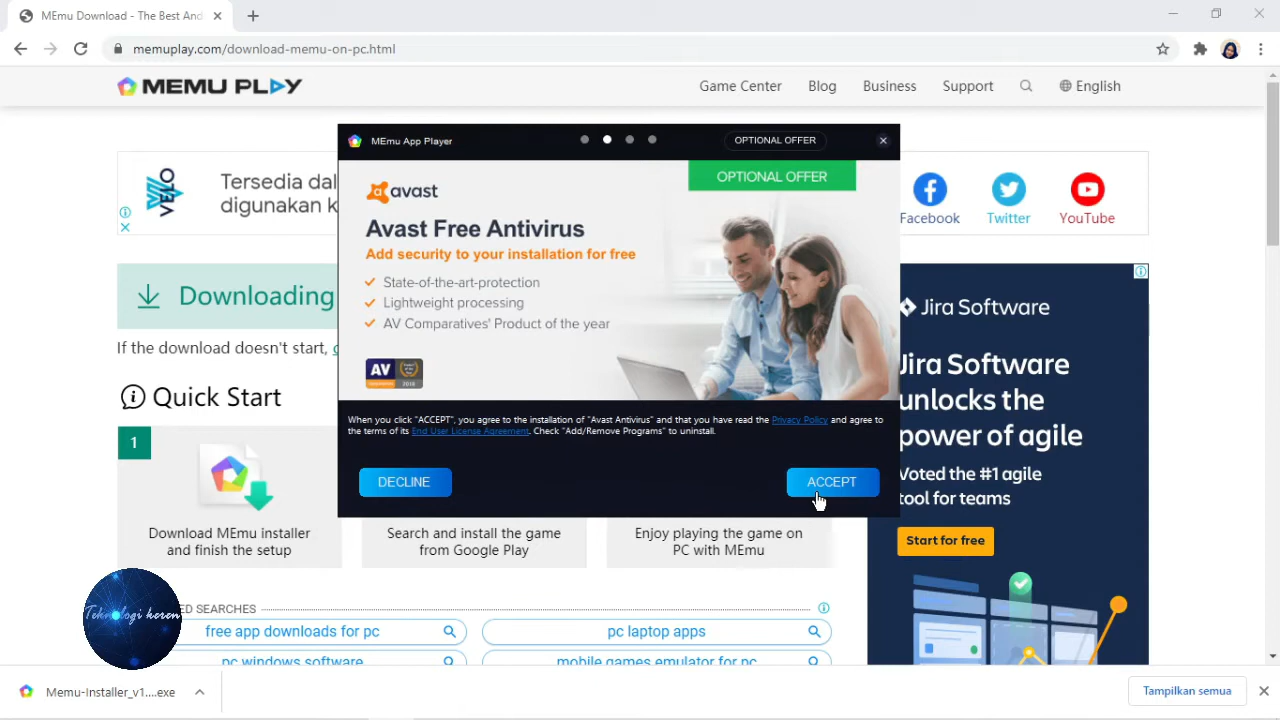 MEmu Download - The Best And
memuplay.com/download-memu-on-pc.html
MEMU PLAY
Game Center
Blog
Business
Support
English
MEmu App Player
OPTIONAL OFFER
VELO
Tersedia dal
digunakan k
avast
OPTIONAL OFFER
Avast Free Antivirus
Add security to your installation for free
State-of-the-art-protection
Lightweight processing
AV Comparatives' Product of the year
AV
Facebook
Twitter
YouTube
Downloading
If the download doesn't start,
Quick Start
1
When you click "ACCEPT", you agree to the installation of "Avast Antivirus" and that you have read the Privacy Policy and agree to
the terms of its End User License Agreement. Check "Add/Remove Programs" to uninstall.
DECLINE
ACCEPT
Download MEmu installer
and finish the setup
Search and install the game
from Google Play
Enjoy playing the game on
PC with MEmu
Jira Software
Jira Software
unlocks the
power of agile
Voted the #1 agile
tool for teams
Start for free
Teknologi keren
ED SEARCHES
free app downloads for pc
pc laptop apps
pc windows software
mobile games emulator for pc
Memu-Installer_v1....exe
Tampilkan semua